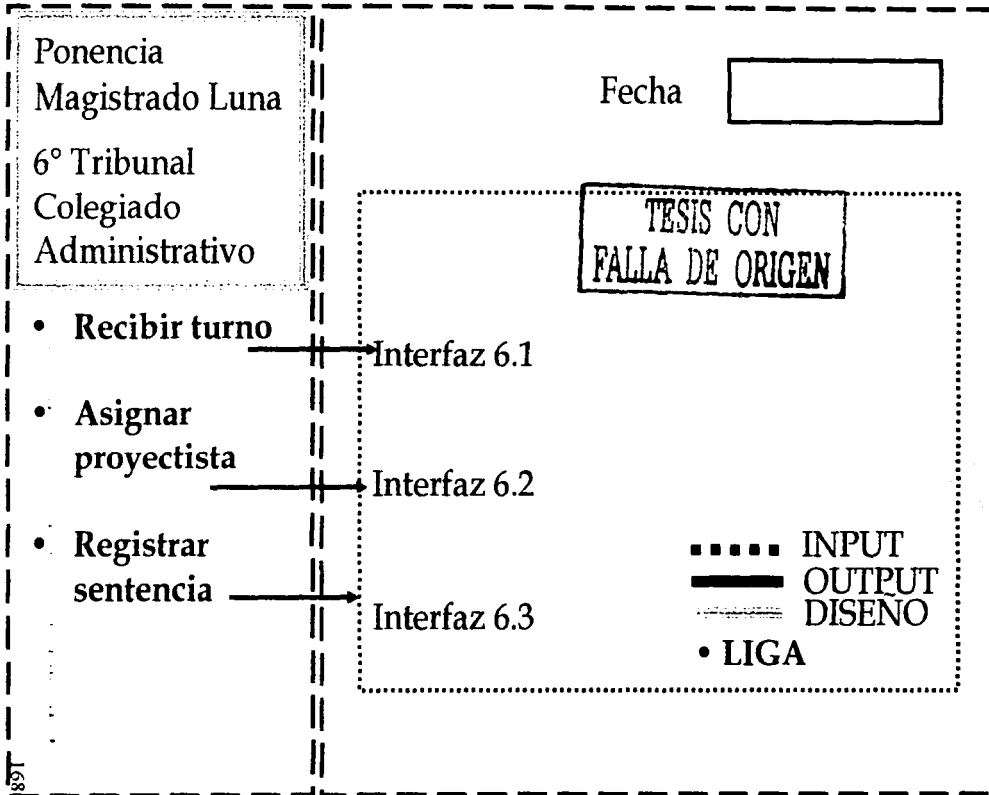 Ponencia
Magistrado Luna
6° Tribunal
Colegiado
Administrativo
• Recibir turno
• Asignar
proyectista
• Registrar
sentencia
Fecha
TESIS CON
FALLA DE ORIGEN
Interfaz 6.1
Interfaz 6.2
Interfaz 6.3
INPUT
OUTPUT
DISEÑO
• LIGA
168